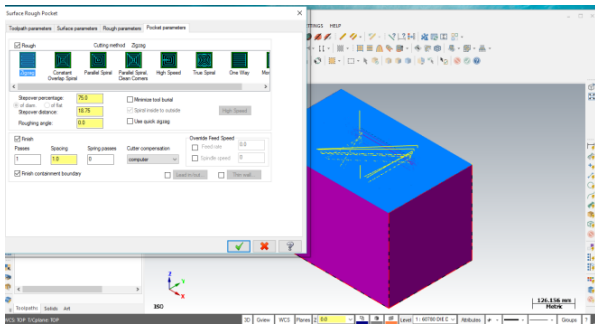 Surface Rough Pocket
Toolpath parameters Surface parameters Rough parameters Pocket parameters
Rough Cutting method Zigzag
Zigzag Constant Overlap Spiral Parallel Spiral Parallel Spiral, Clean Corners High Speed True Spiral One Way
Stepover percentage: 75.0 Minimize tool burial
of diam. of flat Spiral inside to outside
Stepover distance: 18.75 High Speed
Roughing angle: 0.0 Use quick zigzag
Finish Override Feed Speed
Passes Spacing Spring passes Cutter compensation Feed rate 0.0
1 1.0 0 computer Spindle speed 0
Finish containment boundary Lead in/out... Thin wall...
HELP
Toolpaths Solids Art
WCS: TOP T/Cplane: TOP
Z
Y
X
ISO
126.156 mm
Metric
3D Gview WCS Planes Z 0.0 Level 1 : Attributes Groups